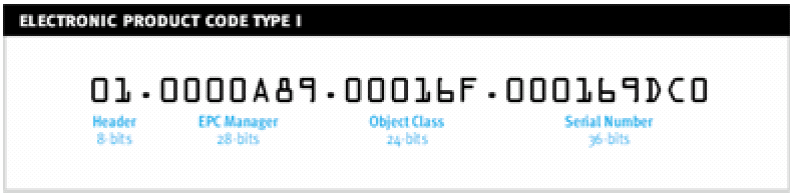 ELECTRONIC PRODUCT CODE TYPE I
01.0000A89.00016F.000169DC0
Header EPC Manager Object Class Serial Number
8-bits 28-bits 24-bits 36-bits